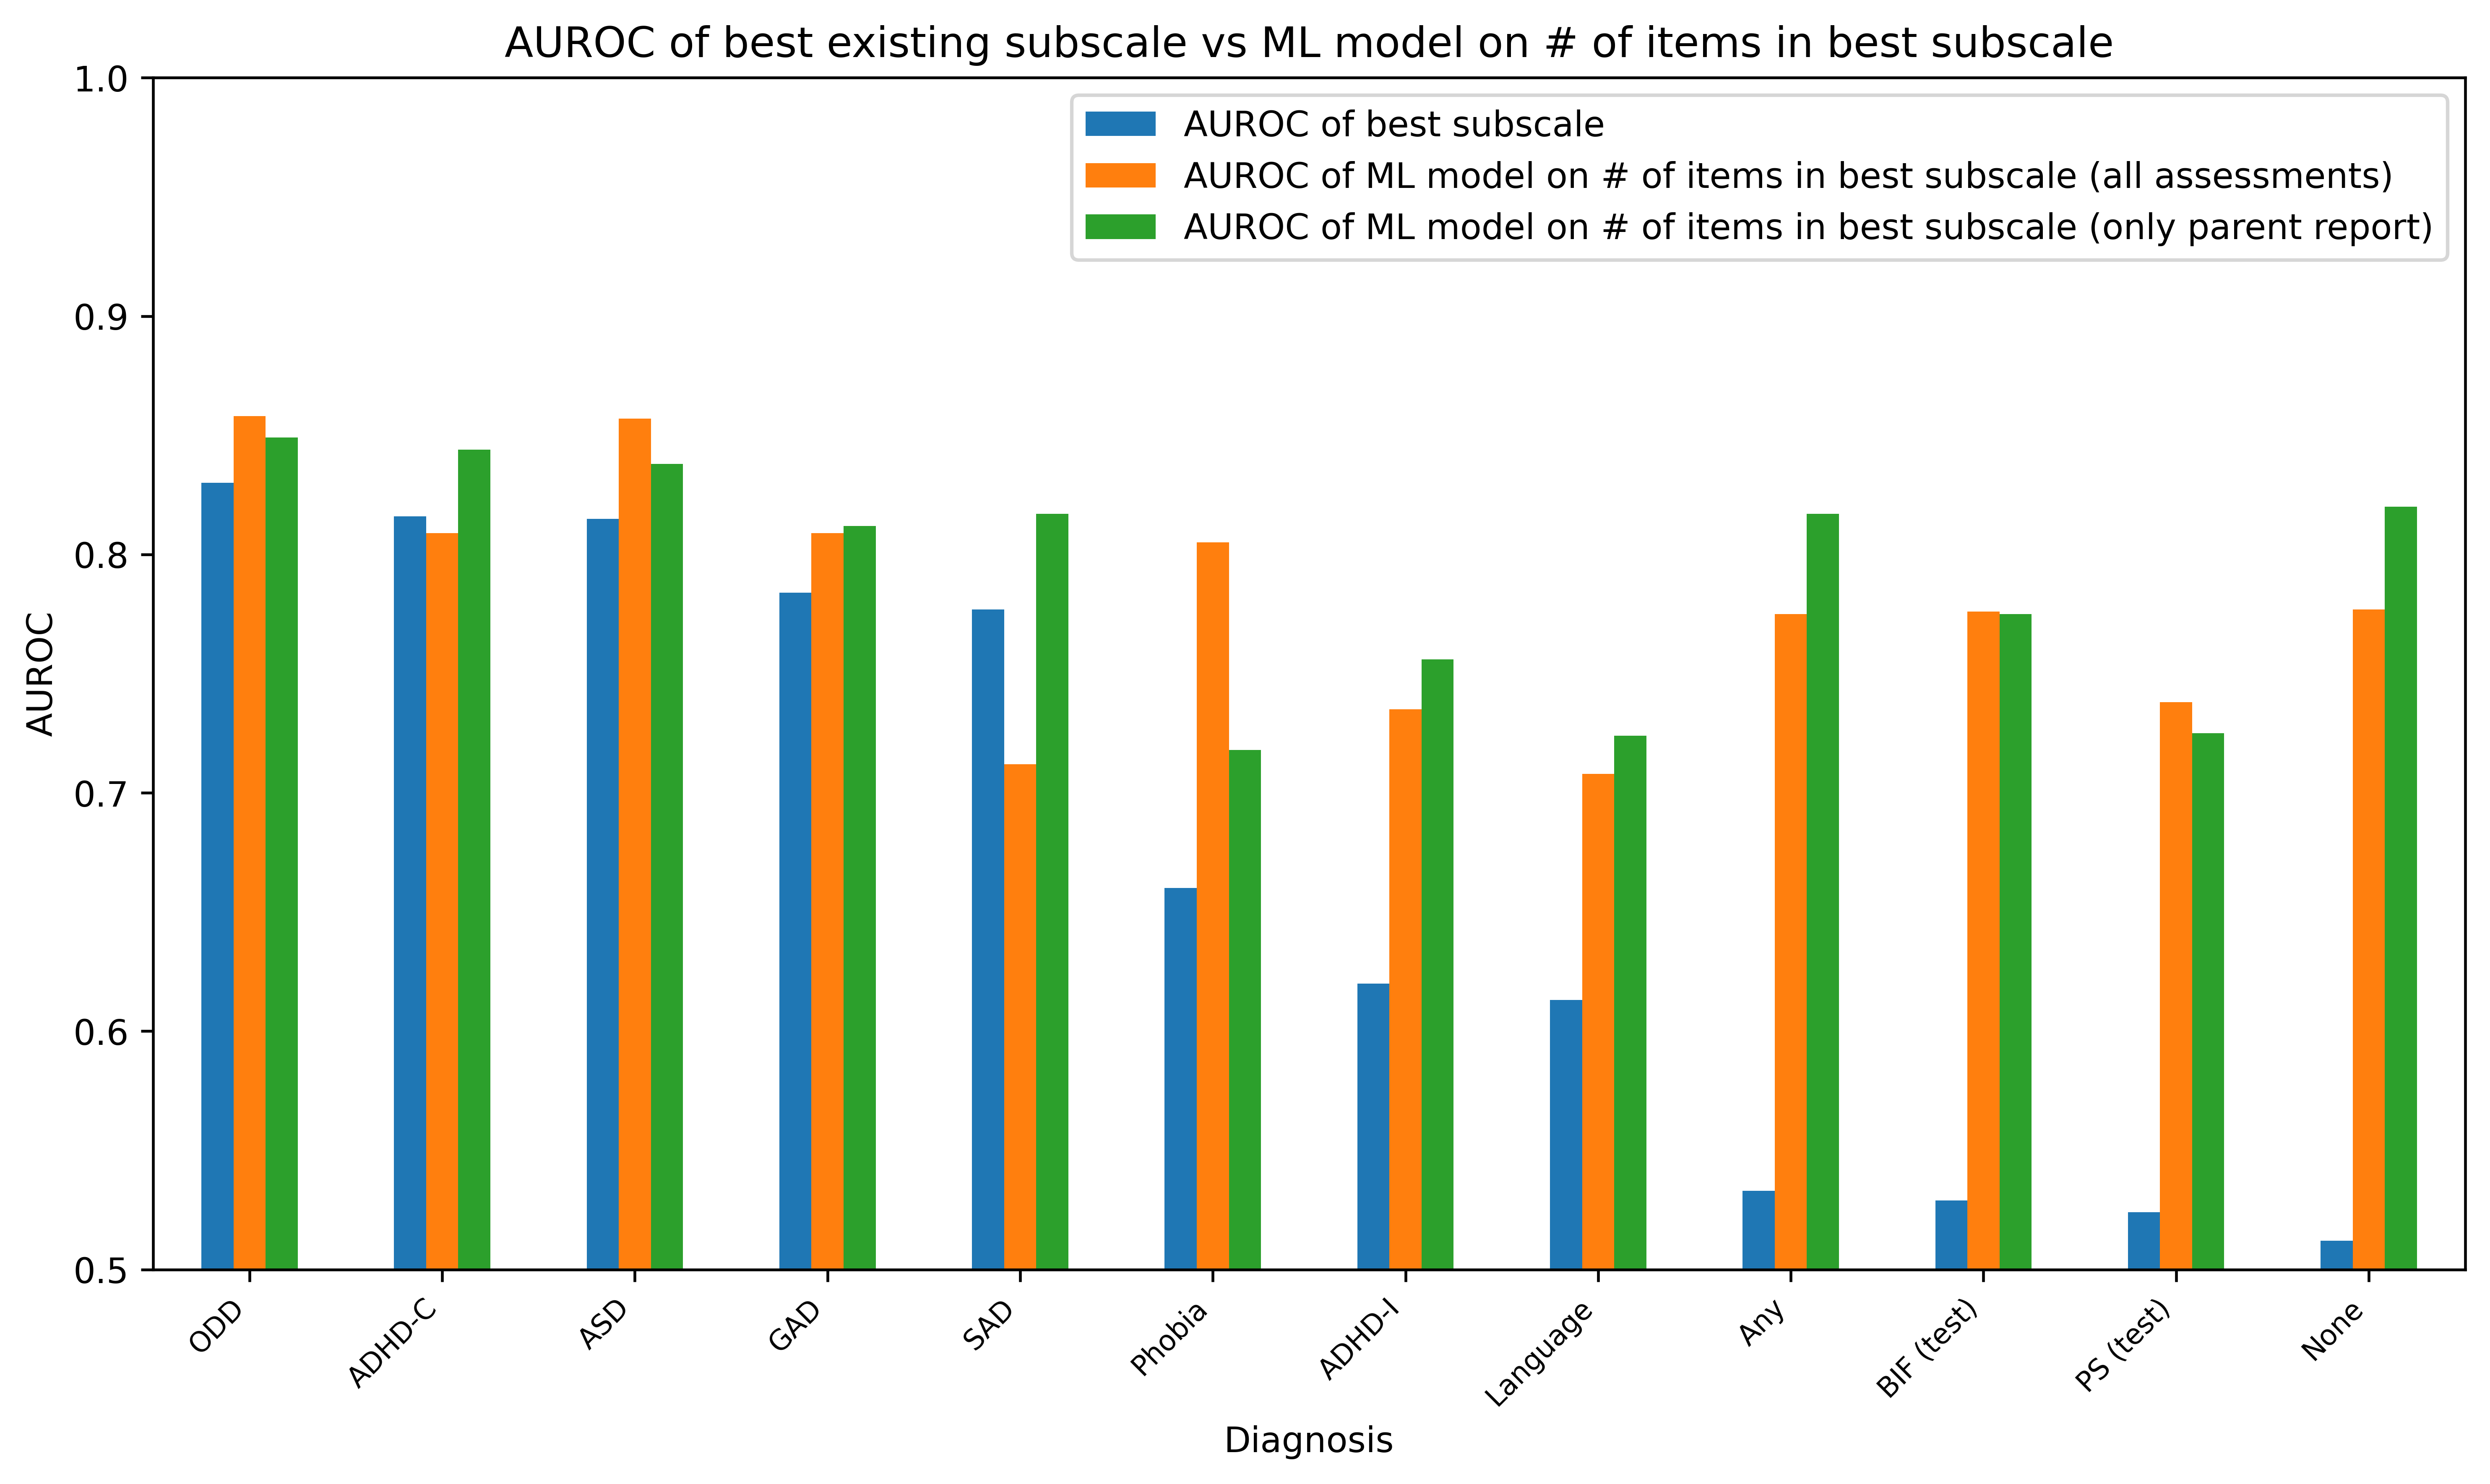 AUROC of best existing subscale vs ML model on # of items in best subscale
1.0
0.9
0.8
0.7
0.6
0.5
AUROC
AUROC of best subscale
AUROC of ML model on # of items in best subscale (all assessments)
AUROC of ML model on # of items in best subscale (only parent report)
ODD
ADHD-C
ASD
GAD
SAD
Phobia
ADHD-I
Language
Any
BIF (test)
PS (test)
None
Diagnosis